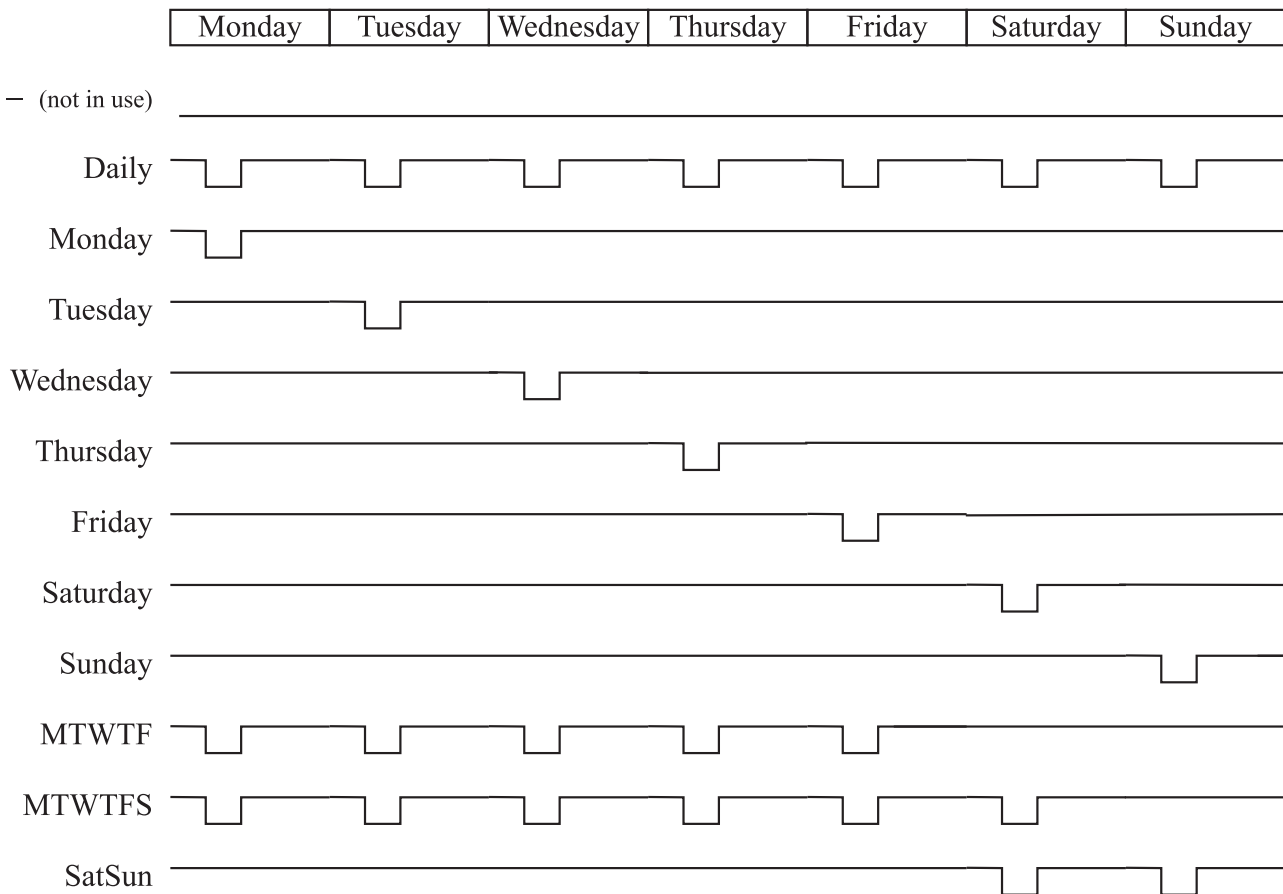 Monday Tuesday Wednesday Thursday Friday Saturday Sunday
— (not in use)
Daily
Monday
Tuesday
Wednesday
Thursday
Friday
Saturday
Sunday
MTWTF
MTWTFS
SatSun